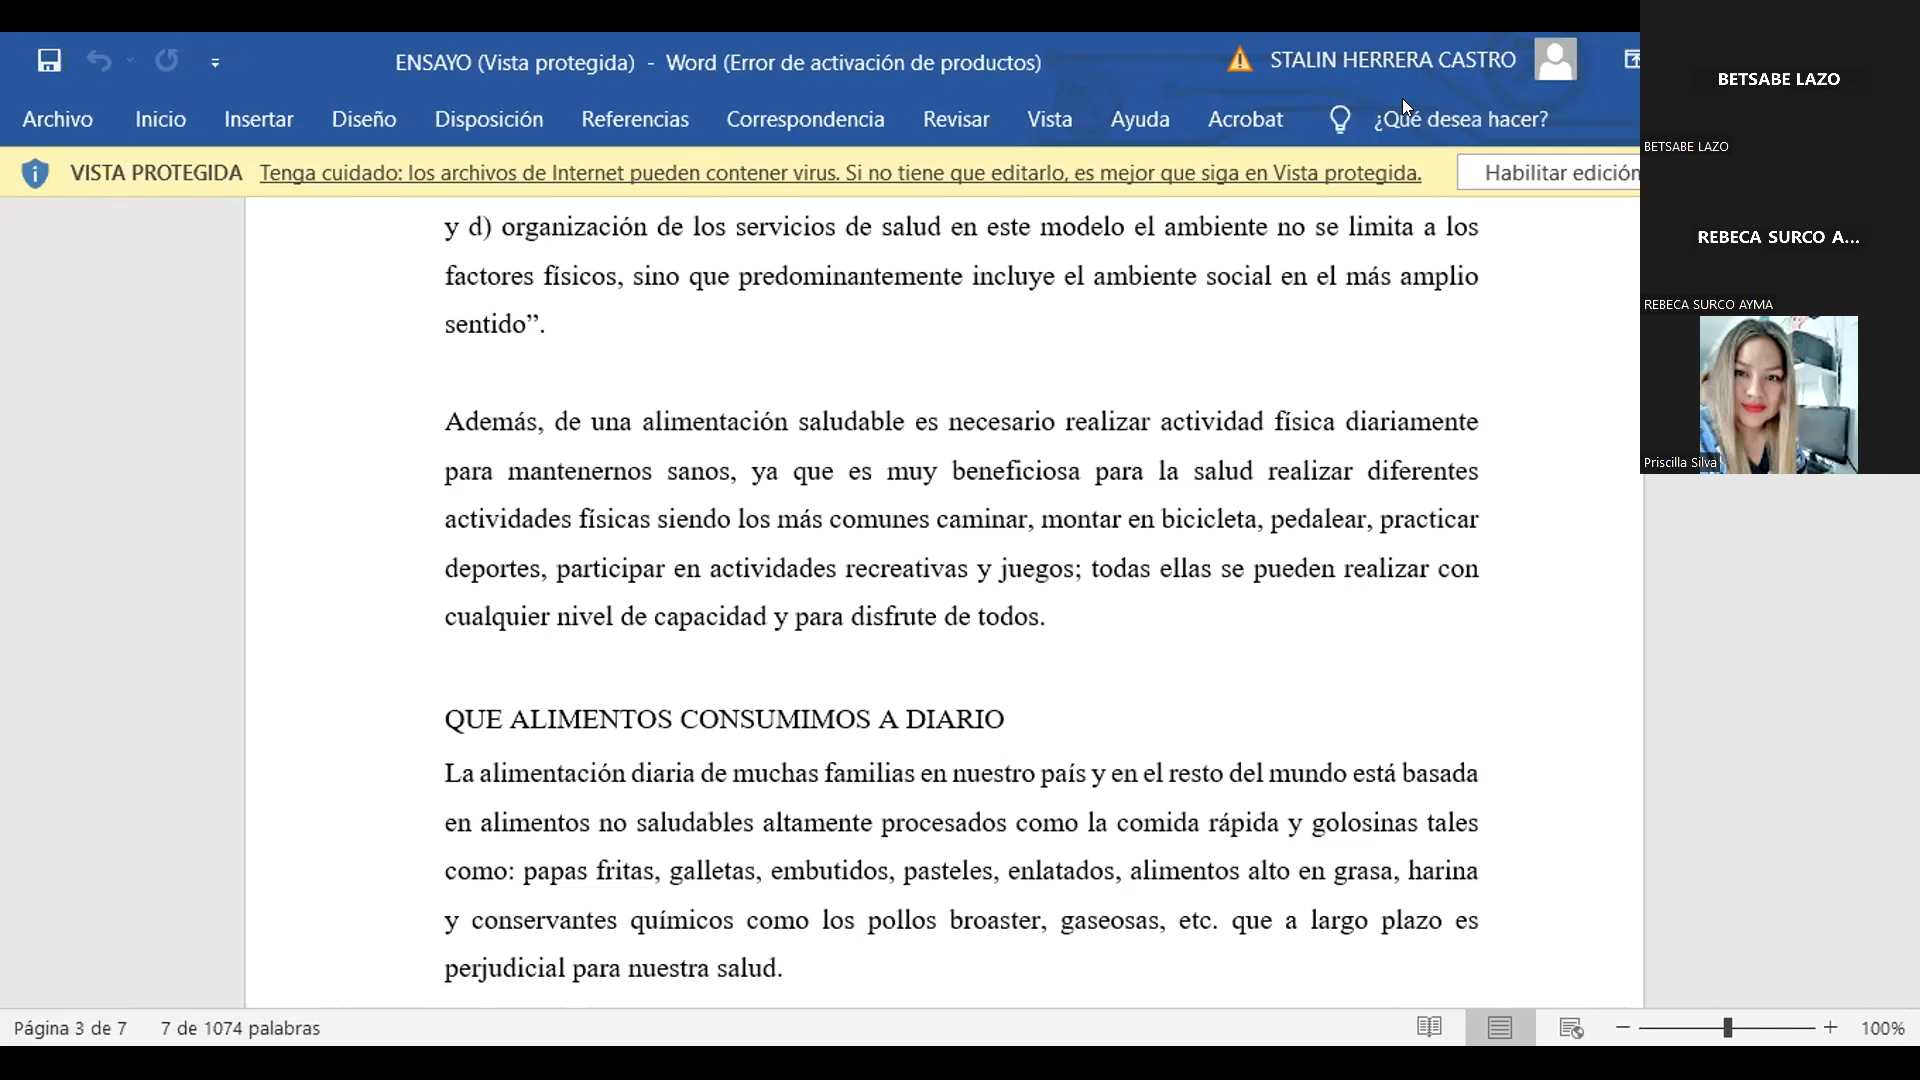 ENSAYO (Vista protegida) - Word (Error de activación de productos)
STALIN HERRERA CASTRO
Archivo Inicio Insertar Diseño Disposición Referencias Correspondencia Revisar Vista Ayuda Acrobat ¿Qué desea hacer?
VISTA PROTEGIDA Tenga cuidado: los archivos de Internet pueden contener virus. Si no tiene que editarlo, es mejor que siga en Vista protegida. Habilitar edición
y d) organización de los servicios de salud en este modelo el ambiente no se limita a los
factores físicos, sino que predominantemente incluye el ambiente social en el más amplio
sentido”.
Además, de una alimentación saludable es necesario realizar actividad física diariamente
para mantenernos sanos, ya que es muy beneficiosa para la salud realizar diferentes
actividades físicas siendo los más comunes caminar, montar en bicicleta, pedalear, practicar
deportes, participar en actividades recreativas y juegos; todas ellas se pueden realizar con
cualquier nivel de capacidad y para disfrute de todos.
QUE ALIMENTOS CONSUMIMOS A DIARIO
La alimentación diaria de muchas familias en nuestro país y en el resto del mundo está basada
en alimentos no saludables altamente procesados como la comida rápida y golosinas tales
como: papas fritas, galletas, embutidos, pasteles, enlatados, alimentos alto en grasa, harina
y conservantes químicos como los pollos broaster, gaseosas, etc. que a largo plazo es
perjudicial para nuestra salud.
Página 3 de 7 7 de 1074 palabras
100%
BETSABE LAZO
BETSABE LAZO
REBECA SURCO A...
REBECA SURCO AYMA
Priscilla Silva